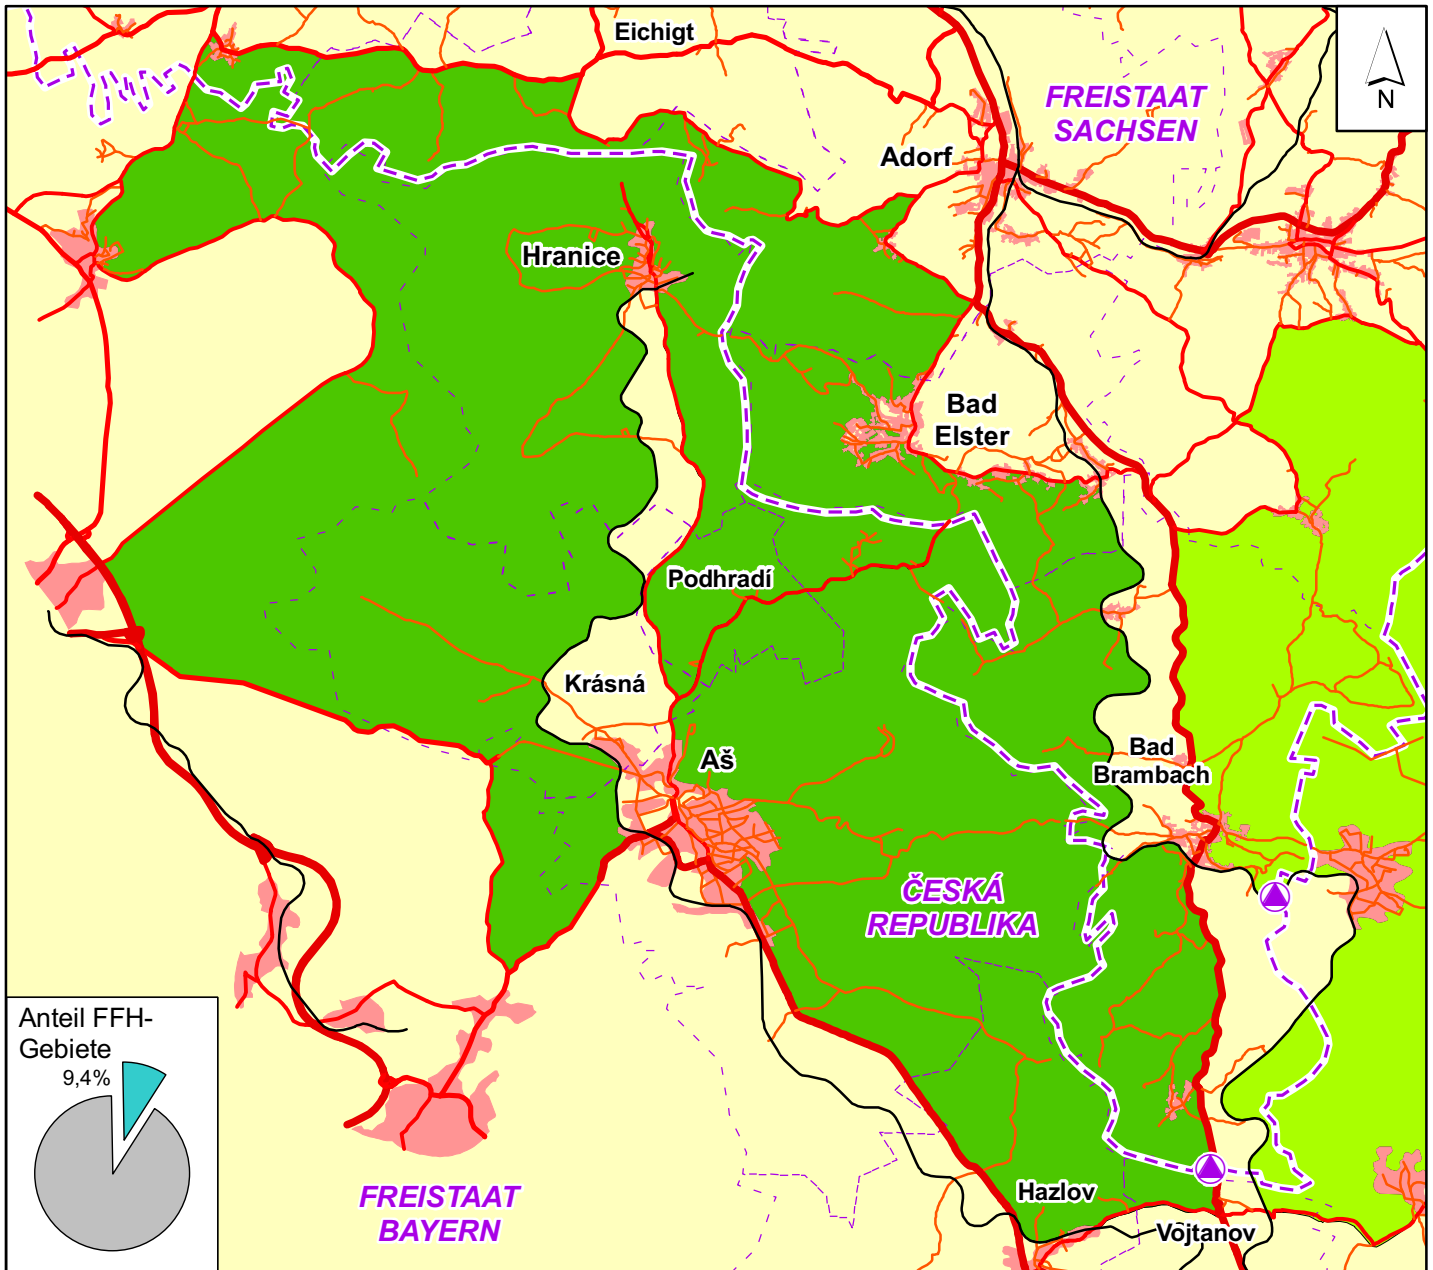 Eichigt
N
FREISTAAT
SACHSEN
Adorf
Hranice
Bad
Elster
Podhradí
Krásná
Aš
Bad
Brambach
ČESKÁ
REPUBLIKA
Anteil FFH-
Gebiete
9,4%
FREISTAAT
BAYERN
Hazlov
Vojtanov